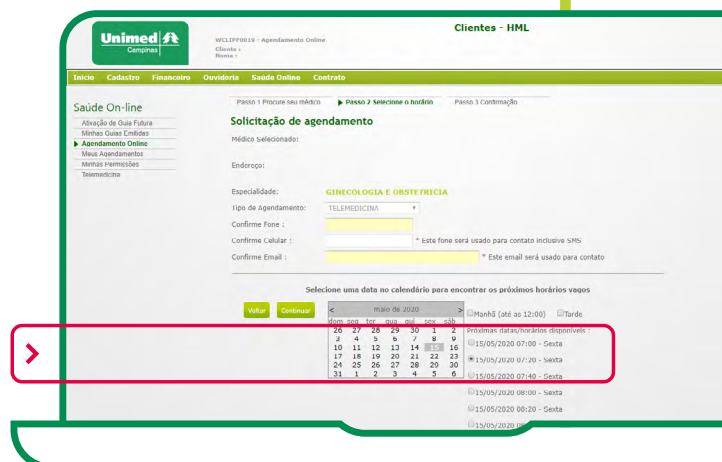 Clientes - HML
Unimed
Campinas
WCLIPF0019 - Agendamento Online
Cliente :
Nome :
Início Cadastro Financeiro Ouvidoria Saúde Online Contrato
Saúde On-line
Ativação de Guia Futura
Minhas Guias Emitidas
Agendamento Online
Meus Agendamentos
Minhas Permissões
Telemedicina
Passo 1 Procure seu médico Passo 2 Selecione o horário Passo 3 Confirmação
Solicitação de agendamento
Médico Selecionado:
Endereço:
Especialidade: GINECOLOGIA E OBSTETRICIA
Tipo de Agendamento: TELEMEDICINA
Confirme Fone :
Confirme Celular : * Este fone será usado para contato inclusive SMS
Confirme Email : * Este email será usado para contato
Selecione uma data no calendário para encontrar os próximos horários vagos
Voltar Continuar
< maio de 2020 >
dom seg ter qua qui sex sáb
26 27 28 29 30 1 2
3 4 5 6 7 8 9
10 11 12 13 14 15 16
17 18 19 20 21 22 23
24 25 26 27 28 29 30
31 1 2 3 4 5 6
Manhã (até as 12:00) Tarde
Próximas datas/horários disponíveis :
15/05/2020 07:00 - Sexta
15/05/2020 07:20 - Sexta
15/05/2020 07:40 - Sexta
15/05/2020 08:00 - Sexta
15/05/2020 08:20 - Sexta
15/05/2020